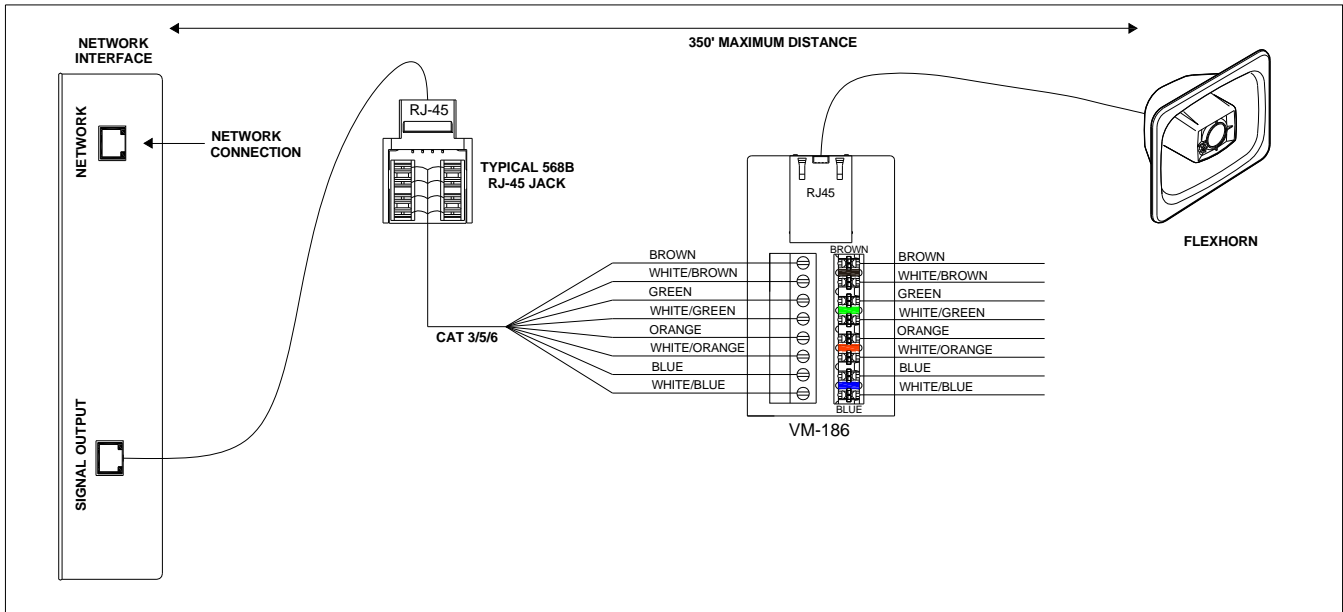 NETWORK
INTERFACE
350' MAXIMUM DISTANCE
NETWORK
NETWORK
CONNECTION
RJ-45
TYPICAL 568B
RJ-45 JACK
RJ45
FLEXHORN
BROWN
BROWN
WHITE/BROWN
GREEN
WHITE/GREEN
ORANGE
WHITE/ORANGE
BLUE
WHITE/BLUE
CAT 3/5/6
BROWN
WHITE/BROWN
GREEN
WHITE/GREEN
ORANGE
WHITE/ORANGE
BLUE
WHITE/BLUE
BLUE
VM-186
SIGNAL OUTPUT